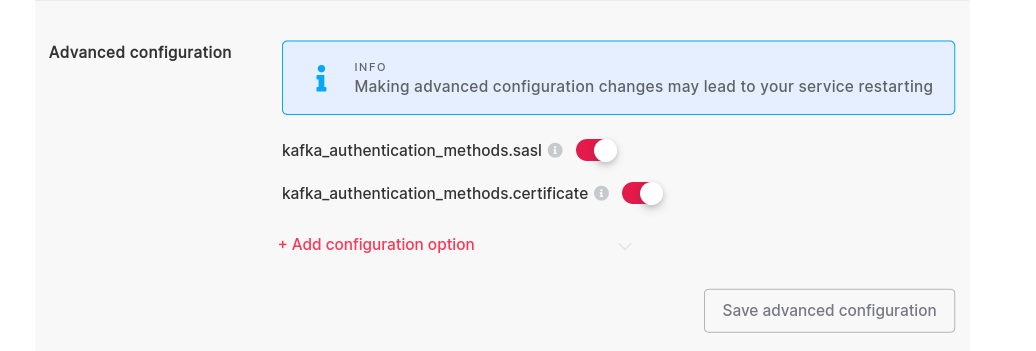 Advanced configuration
INFO
Making advanced configuration changes may lead to your service restarting
kafka_authentication_methods.sasl
kafka_authentication_methods.certificate
+ Add configuration option
Save advanced configuration